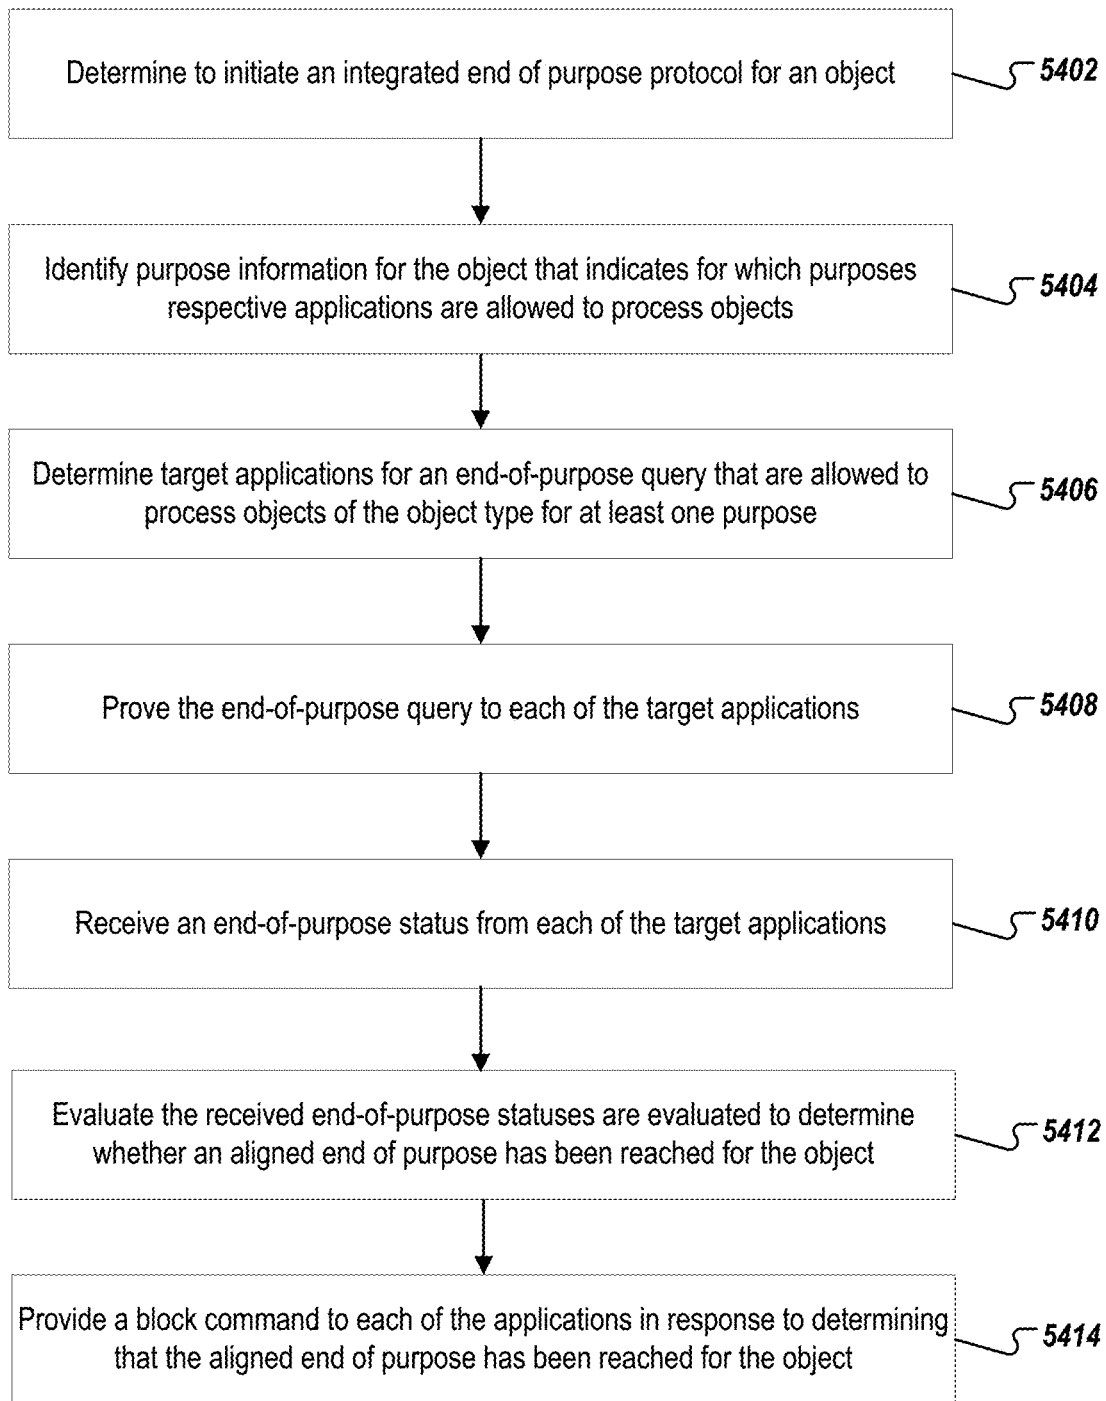 Determine to initiate an integrated end of purpose protocol for an object
5402
Identify purpose information for the object that indicates for which purposes
respective applications are allowed to process objects
5404
Determine target applications for an end-of-purpose query that are allowed to
process objects of the object type for at least one purpose
5406
Prove the end-of-purpose query to each of the target applications
5408
Receive an end-of-purpose status from each of the target applications
5410
Evaluate the received end-of-purpose statuses are evaluated to determine
whether an aligned end of purpose has been reached for the object
5412
Provide a block command to each of the applications in response to determining
that the aligned end of purpose has been reached for the object
5414